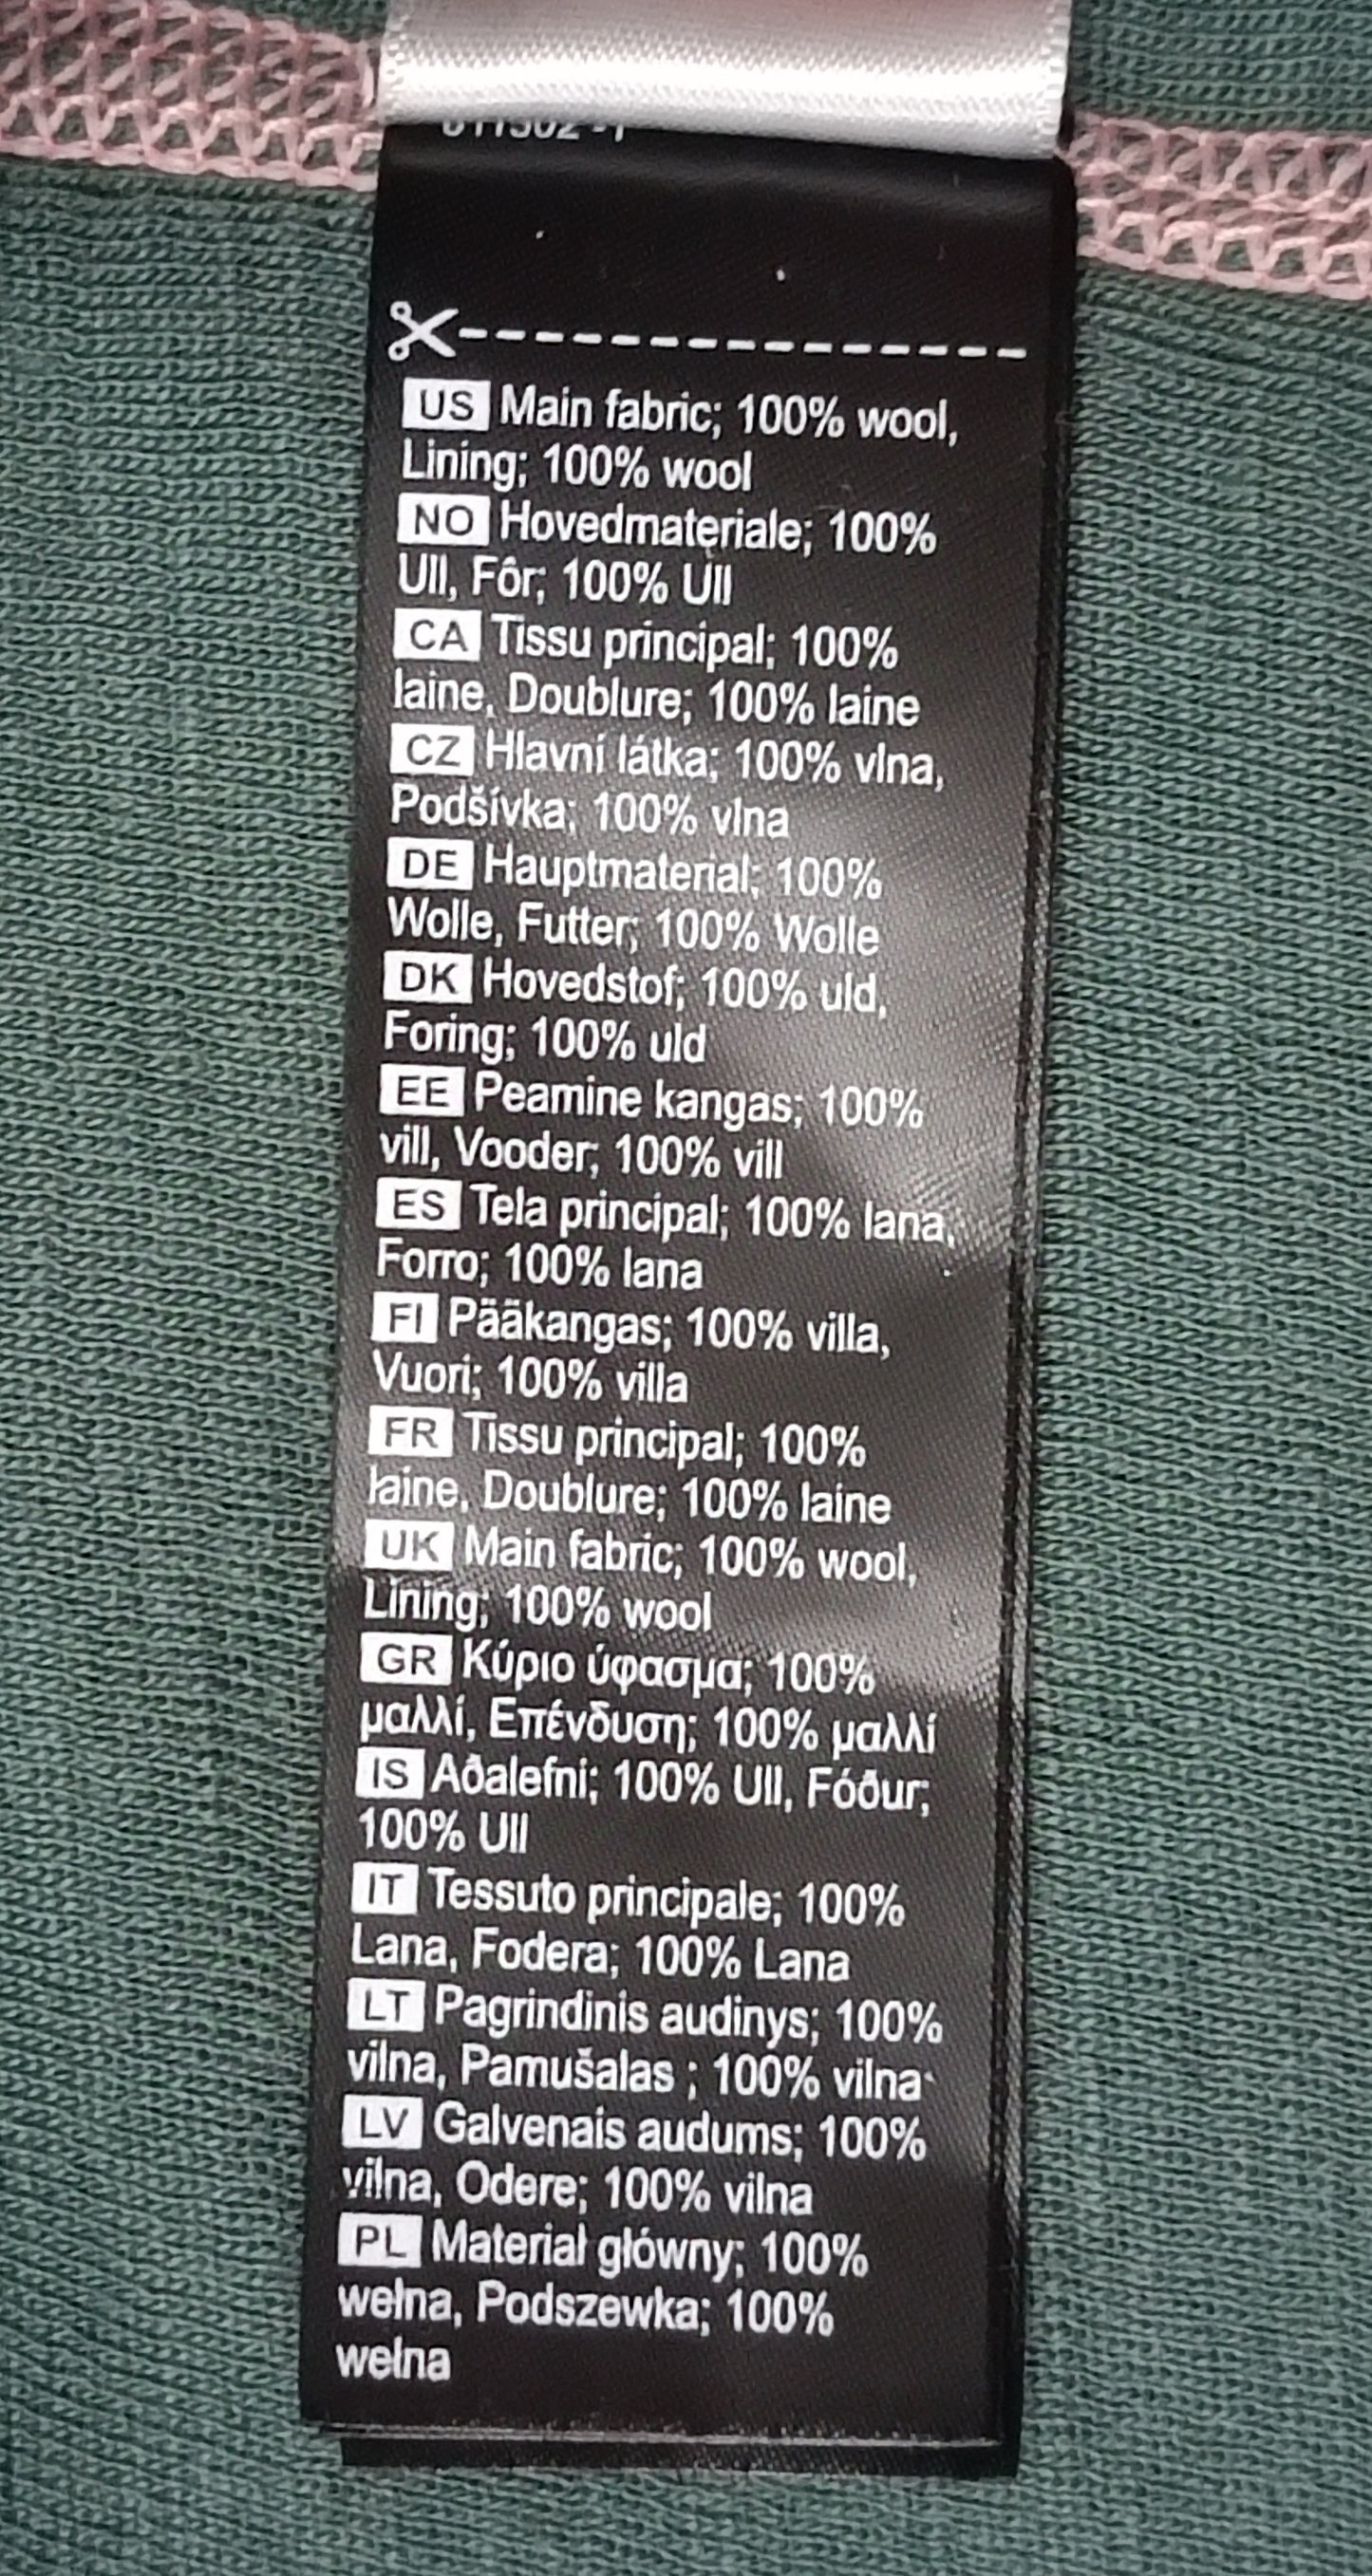 US Main fabric; 100% wool,
Lining; 100% wool
NO Hovedmateriale; 100%
Ull, Fôr; 100% Ull
CA Tissu principal; 100%
laine, Doublure; 100% laine
CZ Hlavní látka; 100% vlna,
Podšívka; 100% vlna
DE Hauptmaterial; 100%
Wolle, Futter; 100% Wolle
DK Hovedstof; 100% uld,
Foring; 100% uld
EE Peamine kangas; 100%
vill, Vooder; 100% vill
ES Tela principal; 100% lana,
Forro; 100% lana
FI Pääkangas; 100% villa,
Vuori; 100% villa
FR Tissu principal; 100%
laine, Doublure; 100% laine
UK Main fabric; 100% wool,
Lining; 100% wool
GR Κύριο ύφασμα; 100%
μαλλί, Επένδυση; 100% μαλλί
IS Aðalefni; 100% Ull, Fóður;
100% Ull
IT Tessuto principale; 100%
Lana, Fodera; 100% Lana
LT Pagrindinis audinys; 100%
vilna, Pamušalas ; 100% vilna
LV Galvenais audums; 100%
vilna, Odere; 100% vilna
PL Materiał główny; 100%
wełna, Podszewka; 100%
wełna